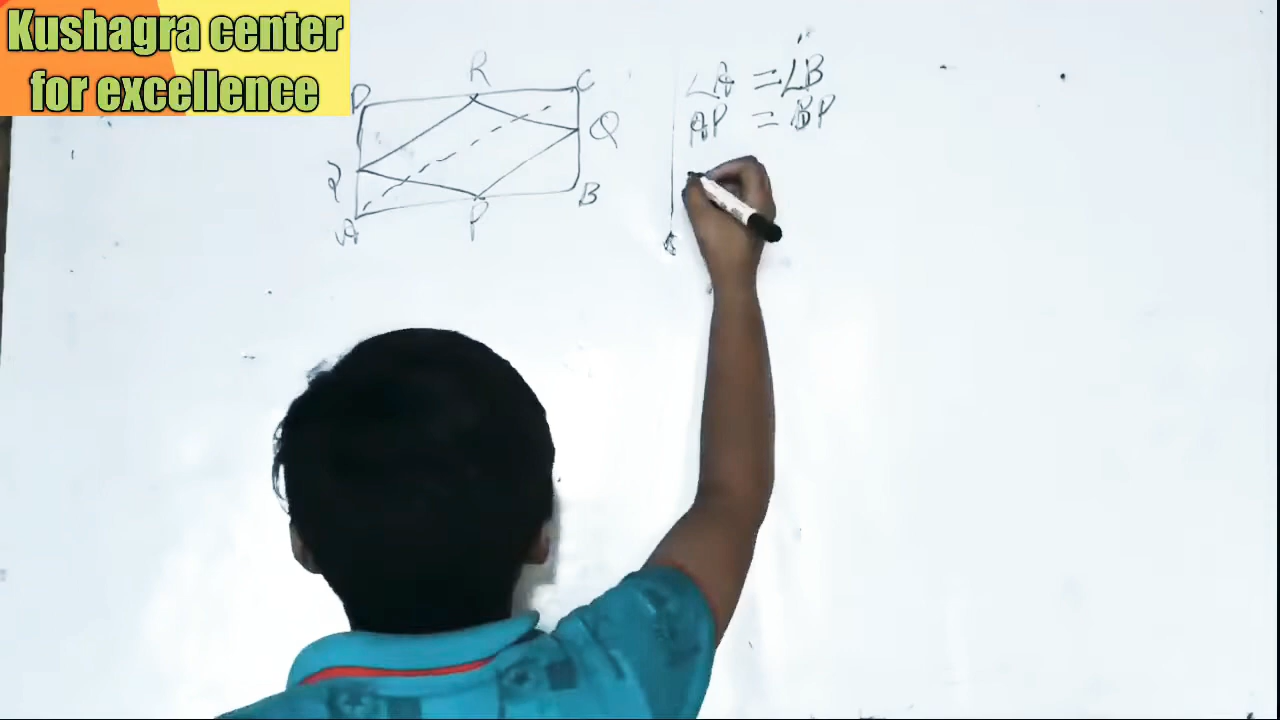 Kushagra center
for excellence
R
C
D
Q
B
A
P
∠A = ∠B
AP = BP